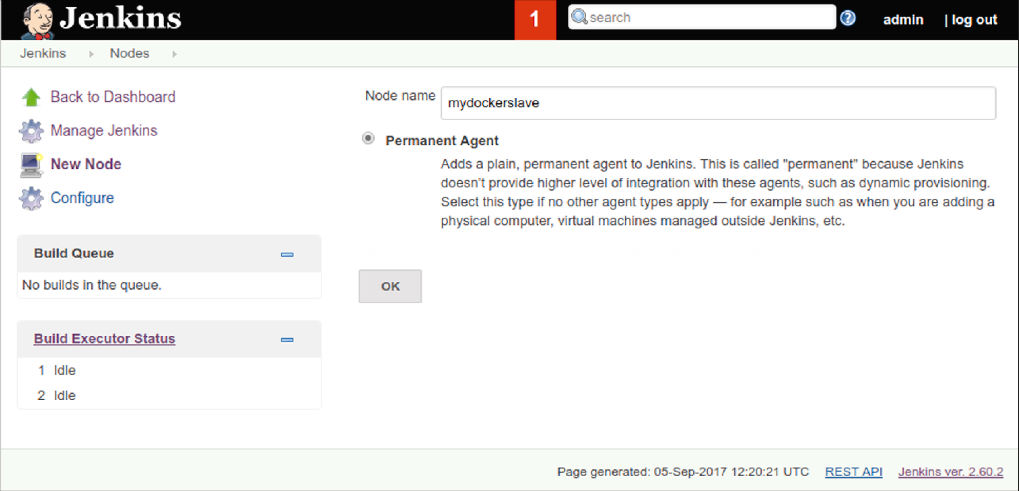 Jenkins
1
search
admin
| log out
Jenkins
Nodes
Back to Dashboard
Manage Jenkins
New Node
Configure
Build Queue
No builds in the queue.
Build Executor Status
1 Idle
2 Idle
Node name
mydockerslave
Permanent Agent
Adds a plain, permanent agent to Jenkins. This is called "permanent" because Jenkins
doesn't provide higher level of integration with these agents, such as dynamic provisioning.
Select this type if no other agent types apply — for example such as when you are adding a
physical computer, virtual machines managed outside Jenkins, etc.
OK
Page generated: 05-Sep-2017 12:20:21 UTC
REST API
Jenkins ver. 2.60.2